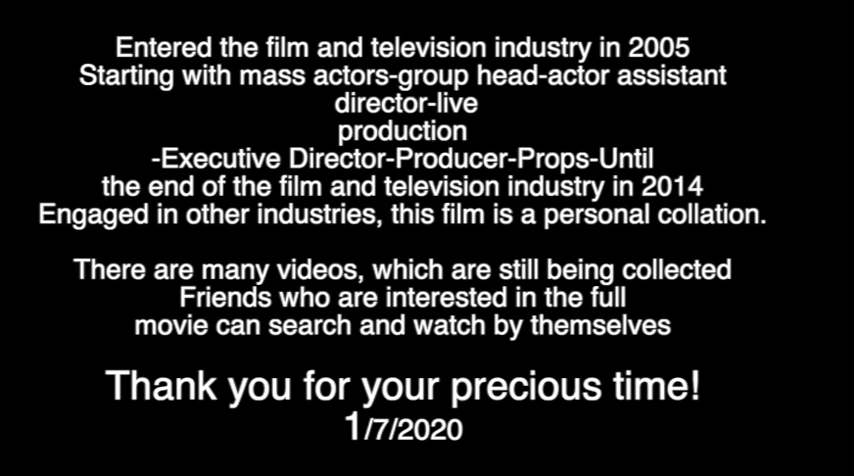 Entered the film and television industry in 2005
Starting with mass actors-group head-actor assistant
director-live
production
-Executive Director-Producer-Props-Until
the end of the film and television industry in 2014
Engaged in other industries, this film is a personal collation.
There are many videos, which are still being collected
Friends who are interested in the full
movie can search and watch by themselves
Thank you for your precious time!
1/7/2020